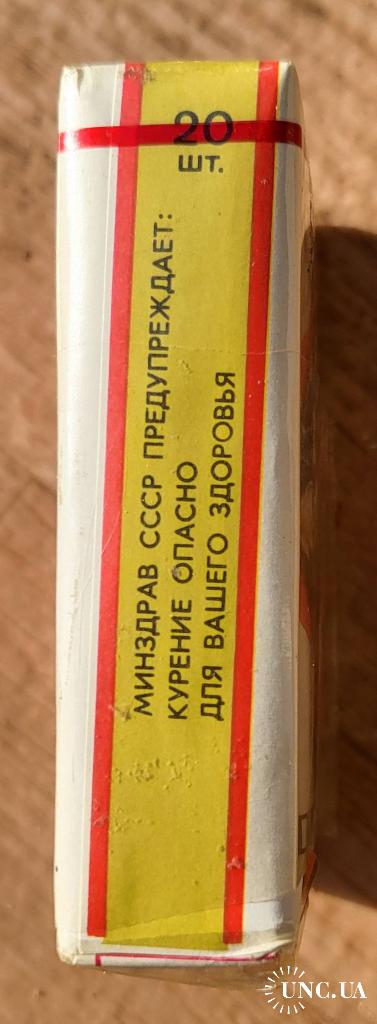 20
ШТ.
МИНЗДРАВ СССР ПРЕДУПРЕЖДАЕТ:
КУРЕНИЕ ОПАСНО
ДЛЯ ВАШЕГО ЗДОРОВЬЯ
UNC.UA